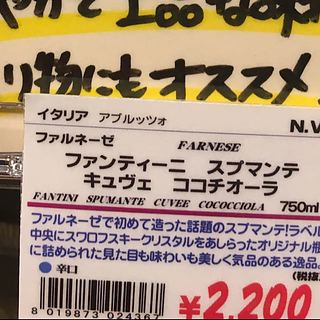 り物にもオススメ
イタリア アブルッツォ N.V
ファルネーゼ FARNESE
ファンティーニ スプマンテ
キュヴェ ココチオーラ
FANTINI SPUMANTE CUVEE COCOCCIOLA 750ml
ファルネーゼで初めて造った話題のスプマンテ!ラベル
中央にスワロフスキークリスタルをあしらったオリジナル瓶
に詰められた見た目も味わいも美しく気品のある逸品。
辛口 (税抜
¥2,200
8 019873 024367